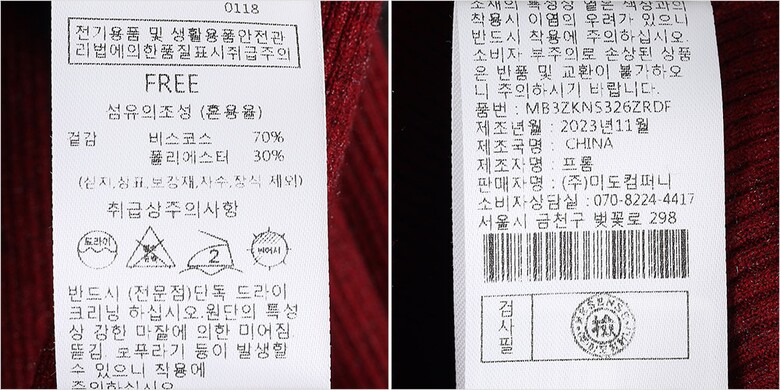 0118
전기용품 및 생활용품안전관
리법에의한품질표시취급주의
FREE
섬유의조성 (혼용율)
겉감 비스코스 70%
폴리에스터 30%
(심지,상표,보강재,자수,장식 제외)
취급상주의사항
드라이
2
반드시 (전문점)단독 드라이
크리닝 하십시오.원단의 특성
상 강한 마찰에 의한 미어짐
뜯김, 보푸라기 등이 발생할
수 있으니 착용에
주의하십시오
소재의 특성상 옅은 색상과의
착용시 이염의 우려가 있으니
반드시 착용에 주의하십시오.
소비자 부주의로 손상된 상품
은 반품 및 교환이 불가하오
니 주의하시기 바랍니다.
품번 : MB3ZKNS326ZRDF
제조년월 : 2023년11월
제조국명 : CHINA
제조자명 : 프롬
판매자명 : (주)미도컴퍼니
소비자상담실 : 070-8224-4417
서울시 금천구 벚꽃로 298
검
사
필